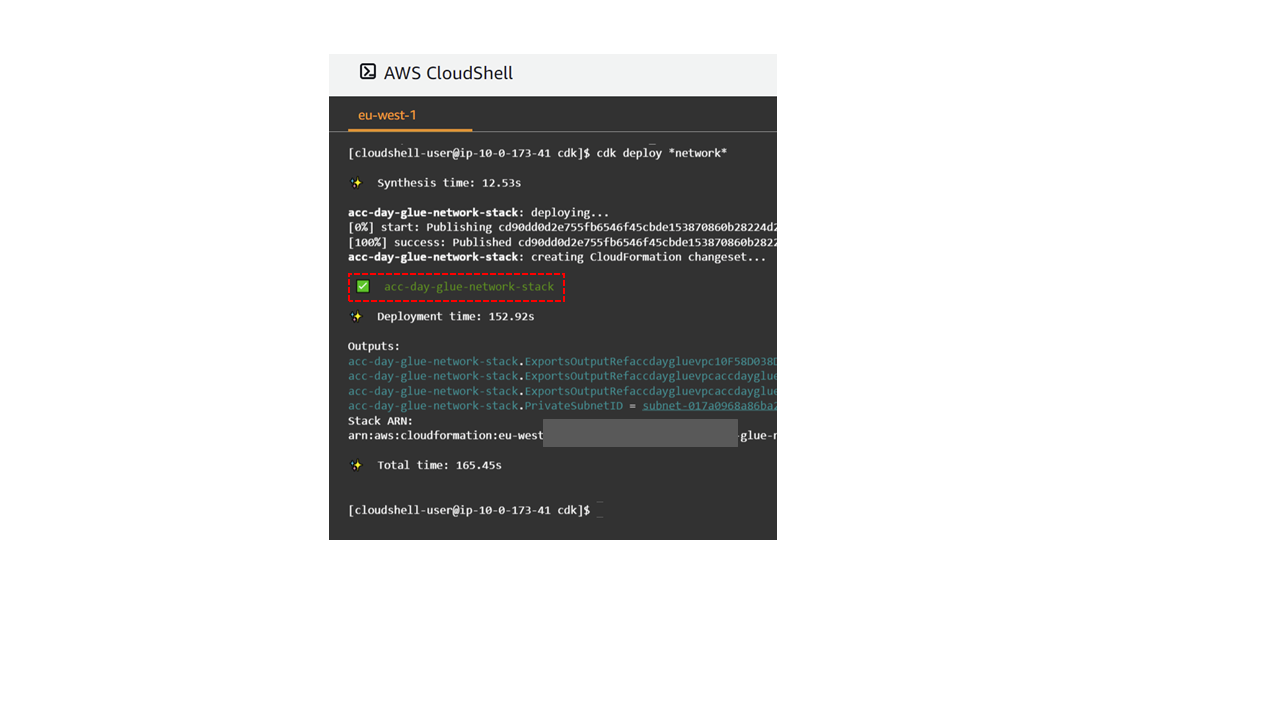 AWS CloudShell
eu-west-1
[cloudshell-user@ip-10-0-173-41 cdk]$ cdk deploy *network*
✨ Synthesis time: 12.53s
acc-day-glue-network-stack: deploying...
[0%] start: Publishing cd90dd0d2e755fb6546f45cbde153870860b28224d2
[100%] success: Published cd90dd0d2e755fb6546f45cbde153870860b2822
acc-day-glue-network-stack: creating CloudFormation changeset...
✅ acc-day-glue-network-stack
✨ Deployment time: 152.92s
Outputs:
acc-day-glue-network-stack.ExportsOutputRefaccdaygluevpc10F58D038D
acc-day-glue-network-stack.ExportsOutputRefaccdaygluevpcaccdayglue
acc-day-glue-network-stack.ExportsOutputRefaccdaygluevpcaccdayglue
acc-day-glue-network-stack.PrivateSubnetID = subnet-017a0968a86ba2
Stack ARN:
arn:aws:cloudformation:eu-west -glue-n
✨ Total time: 165.45s
[cloudshell-user@ip-10-0-173-41 cdk]$